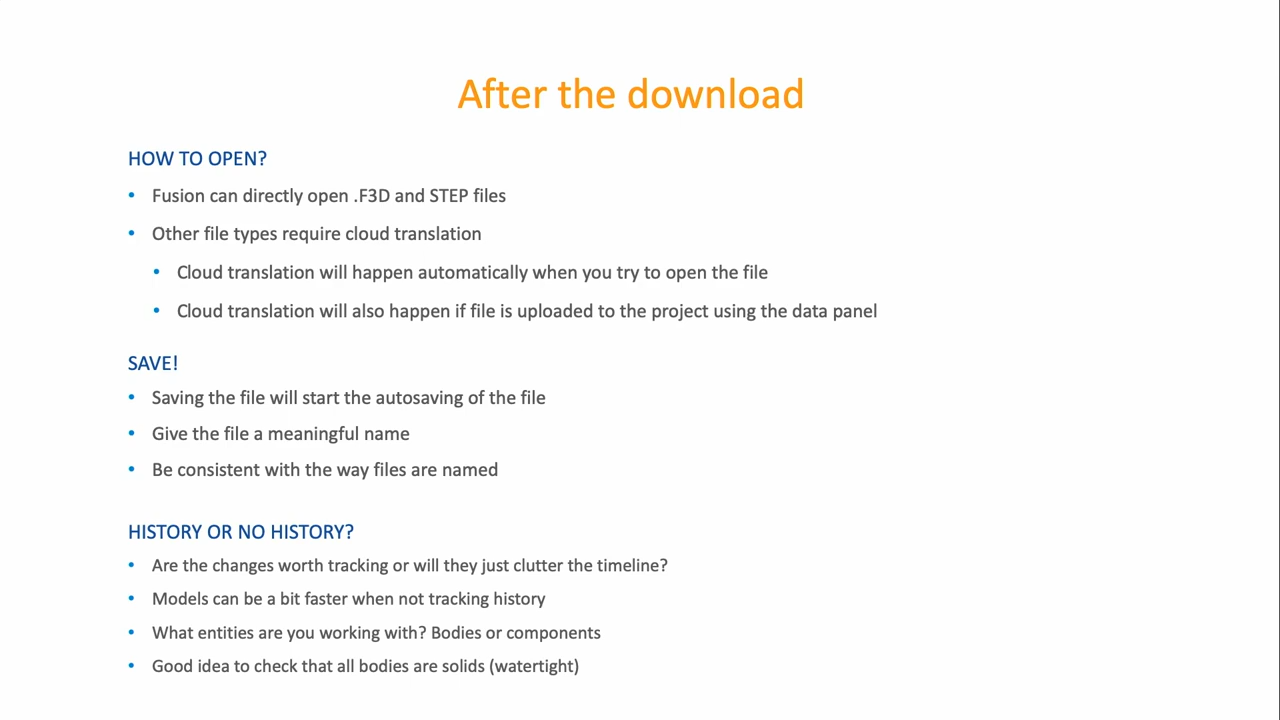 After the download
HOW TO OPEN?
• Fusion can directly open .F3D and STEP files
• Other file types require cloud translation
• Cloud translation will happen automatically when you try to open the file
• Cloud translation will also happen if file is uploaded to the project using the data panel
SAVE!
• Saving the file will start the autosaving of the file
• Give the file a meaningful name
• Be consistent with the way files are named
HISTORY OR NO HISTORY?
• Are the changes worth tracking or will they just clutter the timeline?
• Models can be a bit faster when not tracking history
• What entities are you working with? Bodies or components
• Good idea to check that all bodies are solids (watertight)